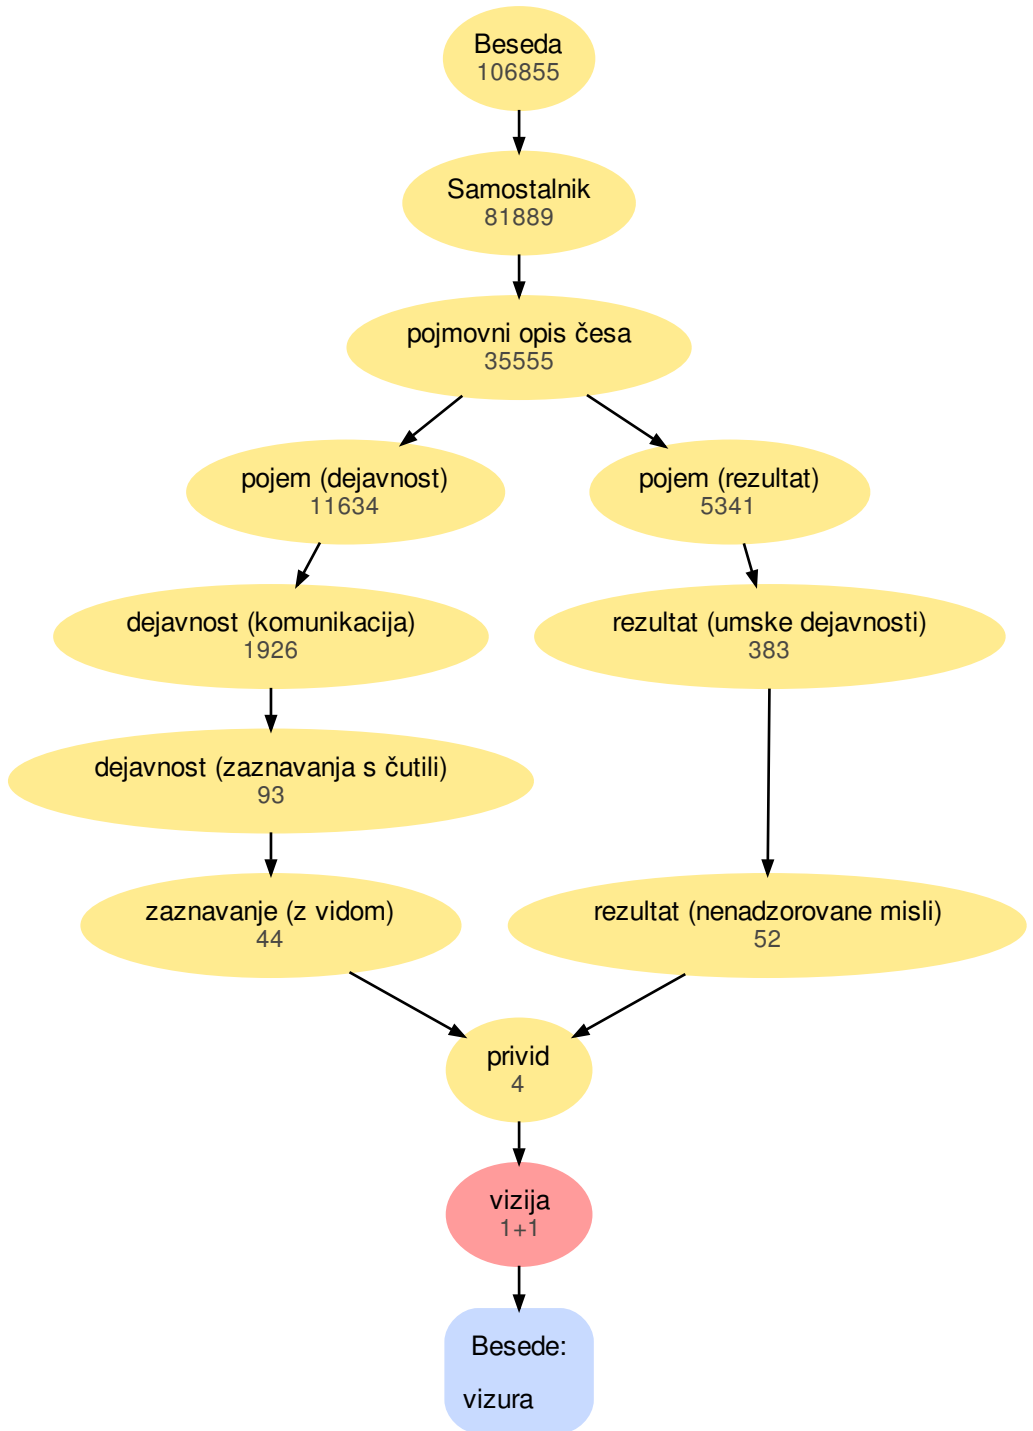 Beseda
106855
Samostalnik
81889
pojmovni opis česa
35555
pojem (dejavnost)
11634
pojem (rezultat)
5341
dejavnost (komunikacija)
1926
rezultat (umske dejavnosti)
383
dejavnost (zaznavanja s čutili)
93
zaznavanje (z vidom)
44
rezultat (nenadzorovane misli)
52
privid
4
vizija
1+1
Besede:
vizura